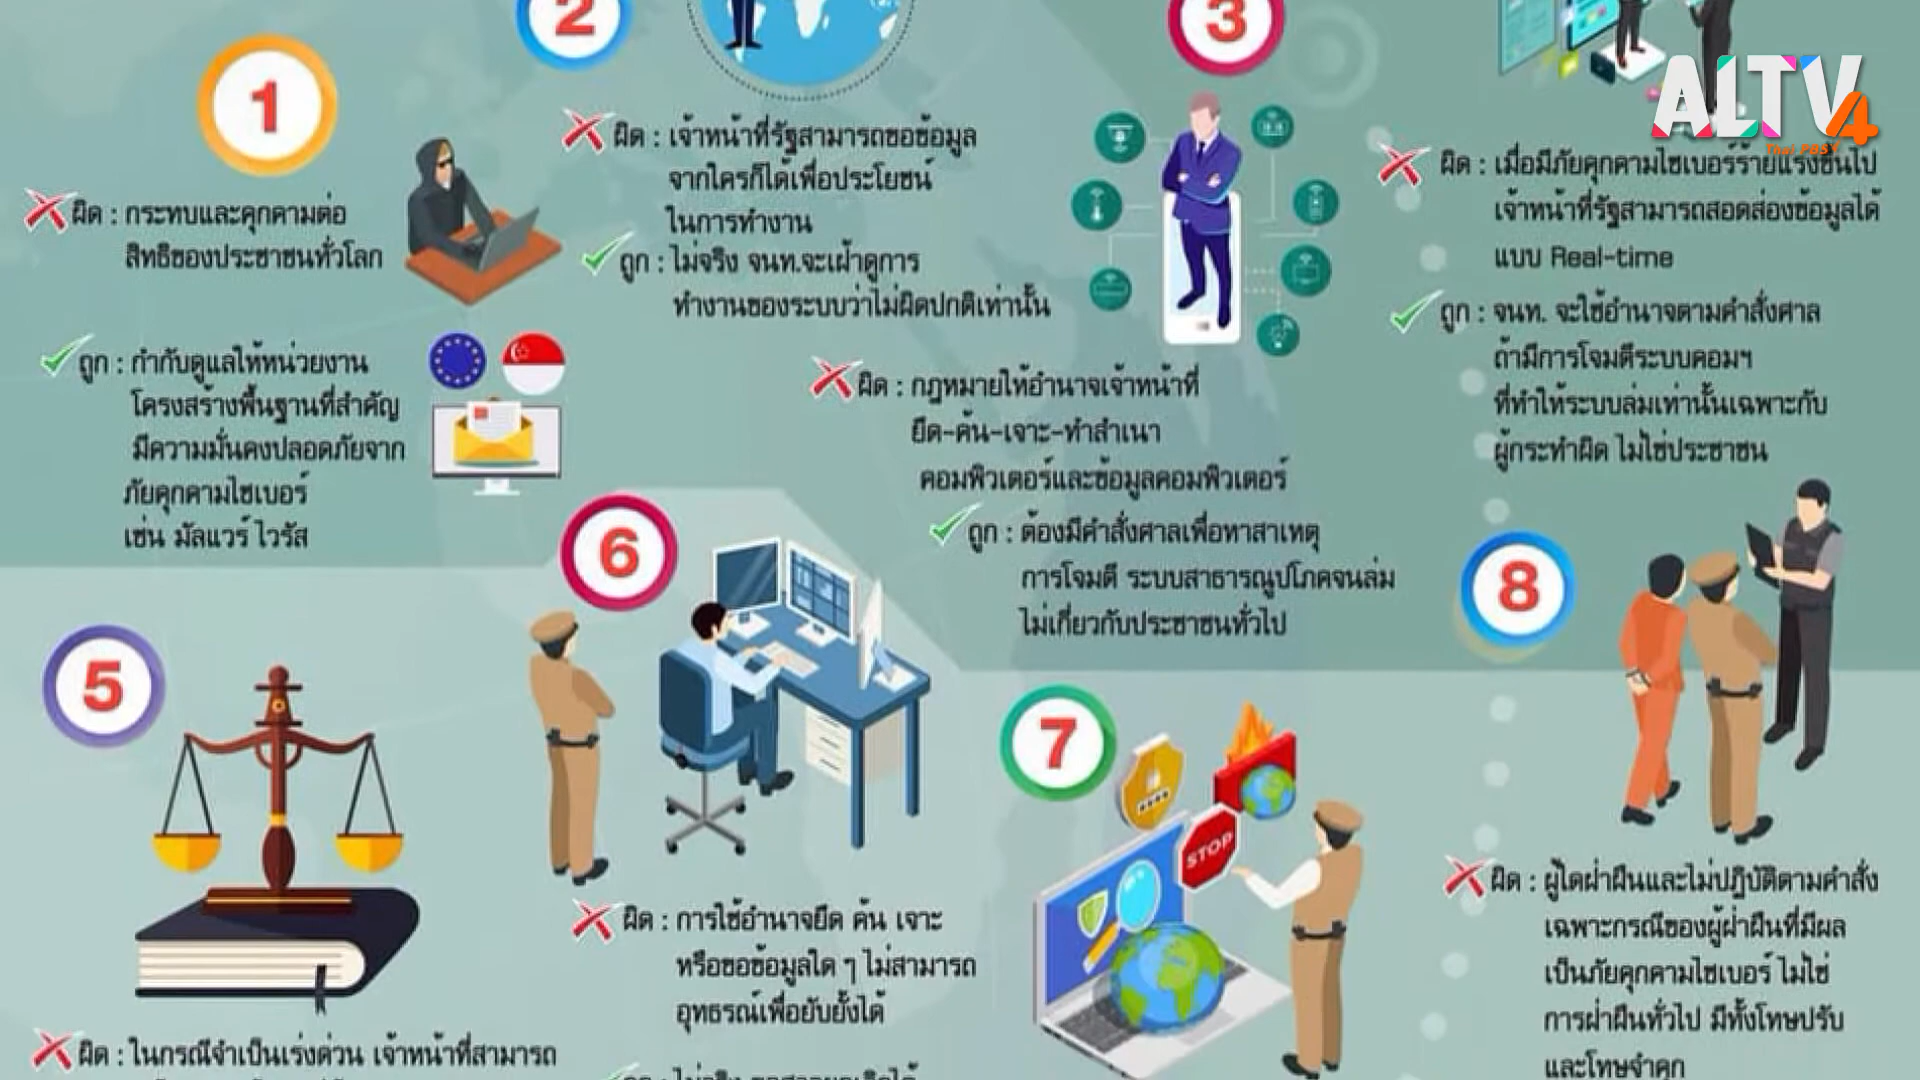 1
ผิด : กระทบและคุกคามต่อ
สิทธิของประชาชนทั่วโลก
ถูก : กำกับดูแลให้หน่วยงาน
โครงสร้างพื้นฐานที่สำคัญ
มีความมั่นคงปลอดภัยจาก
ภัยคุกคามไซเบอร์
เช่น มัลแวร์ ไวรัส
2
ผิด : เจ้าหน้าที่รัฐสามารถขอข้อมูล
จากใครก็ได้เพื่อประโยชน์
ในการทำงาน
ถูก : ไม่จริง จนท.จะเฝ้าดูการ
ทำงานของระบบว่าไม่ผิดปกติเท่านั้น
3
ผิด : กฎหมายให้อำนาจเจ้าหน้าที่
ยึด-ค้น-เจาะ-ทำสำเนา
คอมพิวเตอร์และข้อมูลคอมพิวเตอร์
ถูก : ต้องมีคำสั่งศาลเพื่อหาสาเหตุ
การโจมตี ระบบสาธารณูปโภคจนล่ม
ไม่เกี่ยวกับประชาชนทั่วไป
ALTV4
Thai PBS
ผิด : เมื่อมีภัยคุกคามไซเบอร์ร้ายแรงขึ้นไป
เจ้าหน้าที่รัฐสามารถสอดส่องข้อมูลได้
แบบ Real-time
ถูก : จนท. จะใช้อำนาจตามคำสั่งศาล
ถ้ามีการโจมตีระบบคอมฯ
ที่ทำให้ระบบล่มเท่านั้นเฉพาะกับ
ผู้กระทำผิด ไม่ใช่ประชาชน
5
ผิด : ในกรณีจำเป็นเร่งด่วน เจ้าหน้าที่สามารถ
6
ผิด : การใช้อำนาจยึด ค้น เจาะ
หรือขอข้อมูลใด ๆ ไม่สามารถ
อุทธรณ์เพื่อยับยั้งได้
7
STOP
8
ผิด : ผู้ใดฝ่าฝืนและไม่ปฏิบัติตามคำสั่ง
เฉพาะกรณีของผู้ฝ่าฝืนที่มีผล
เป็นภัยคุกคามไซเบอร์ ไม่ใช่
การฝ่าฝืนทั่วไป มีทั้งโทษปรับ
และโทษจำคุก